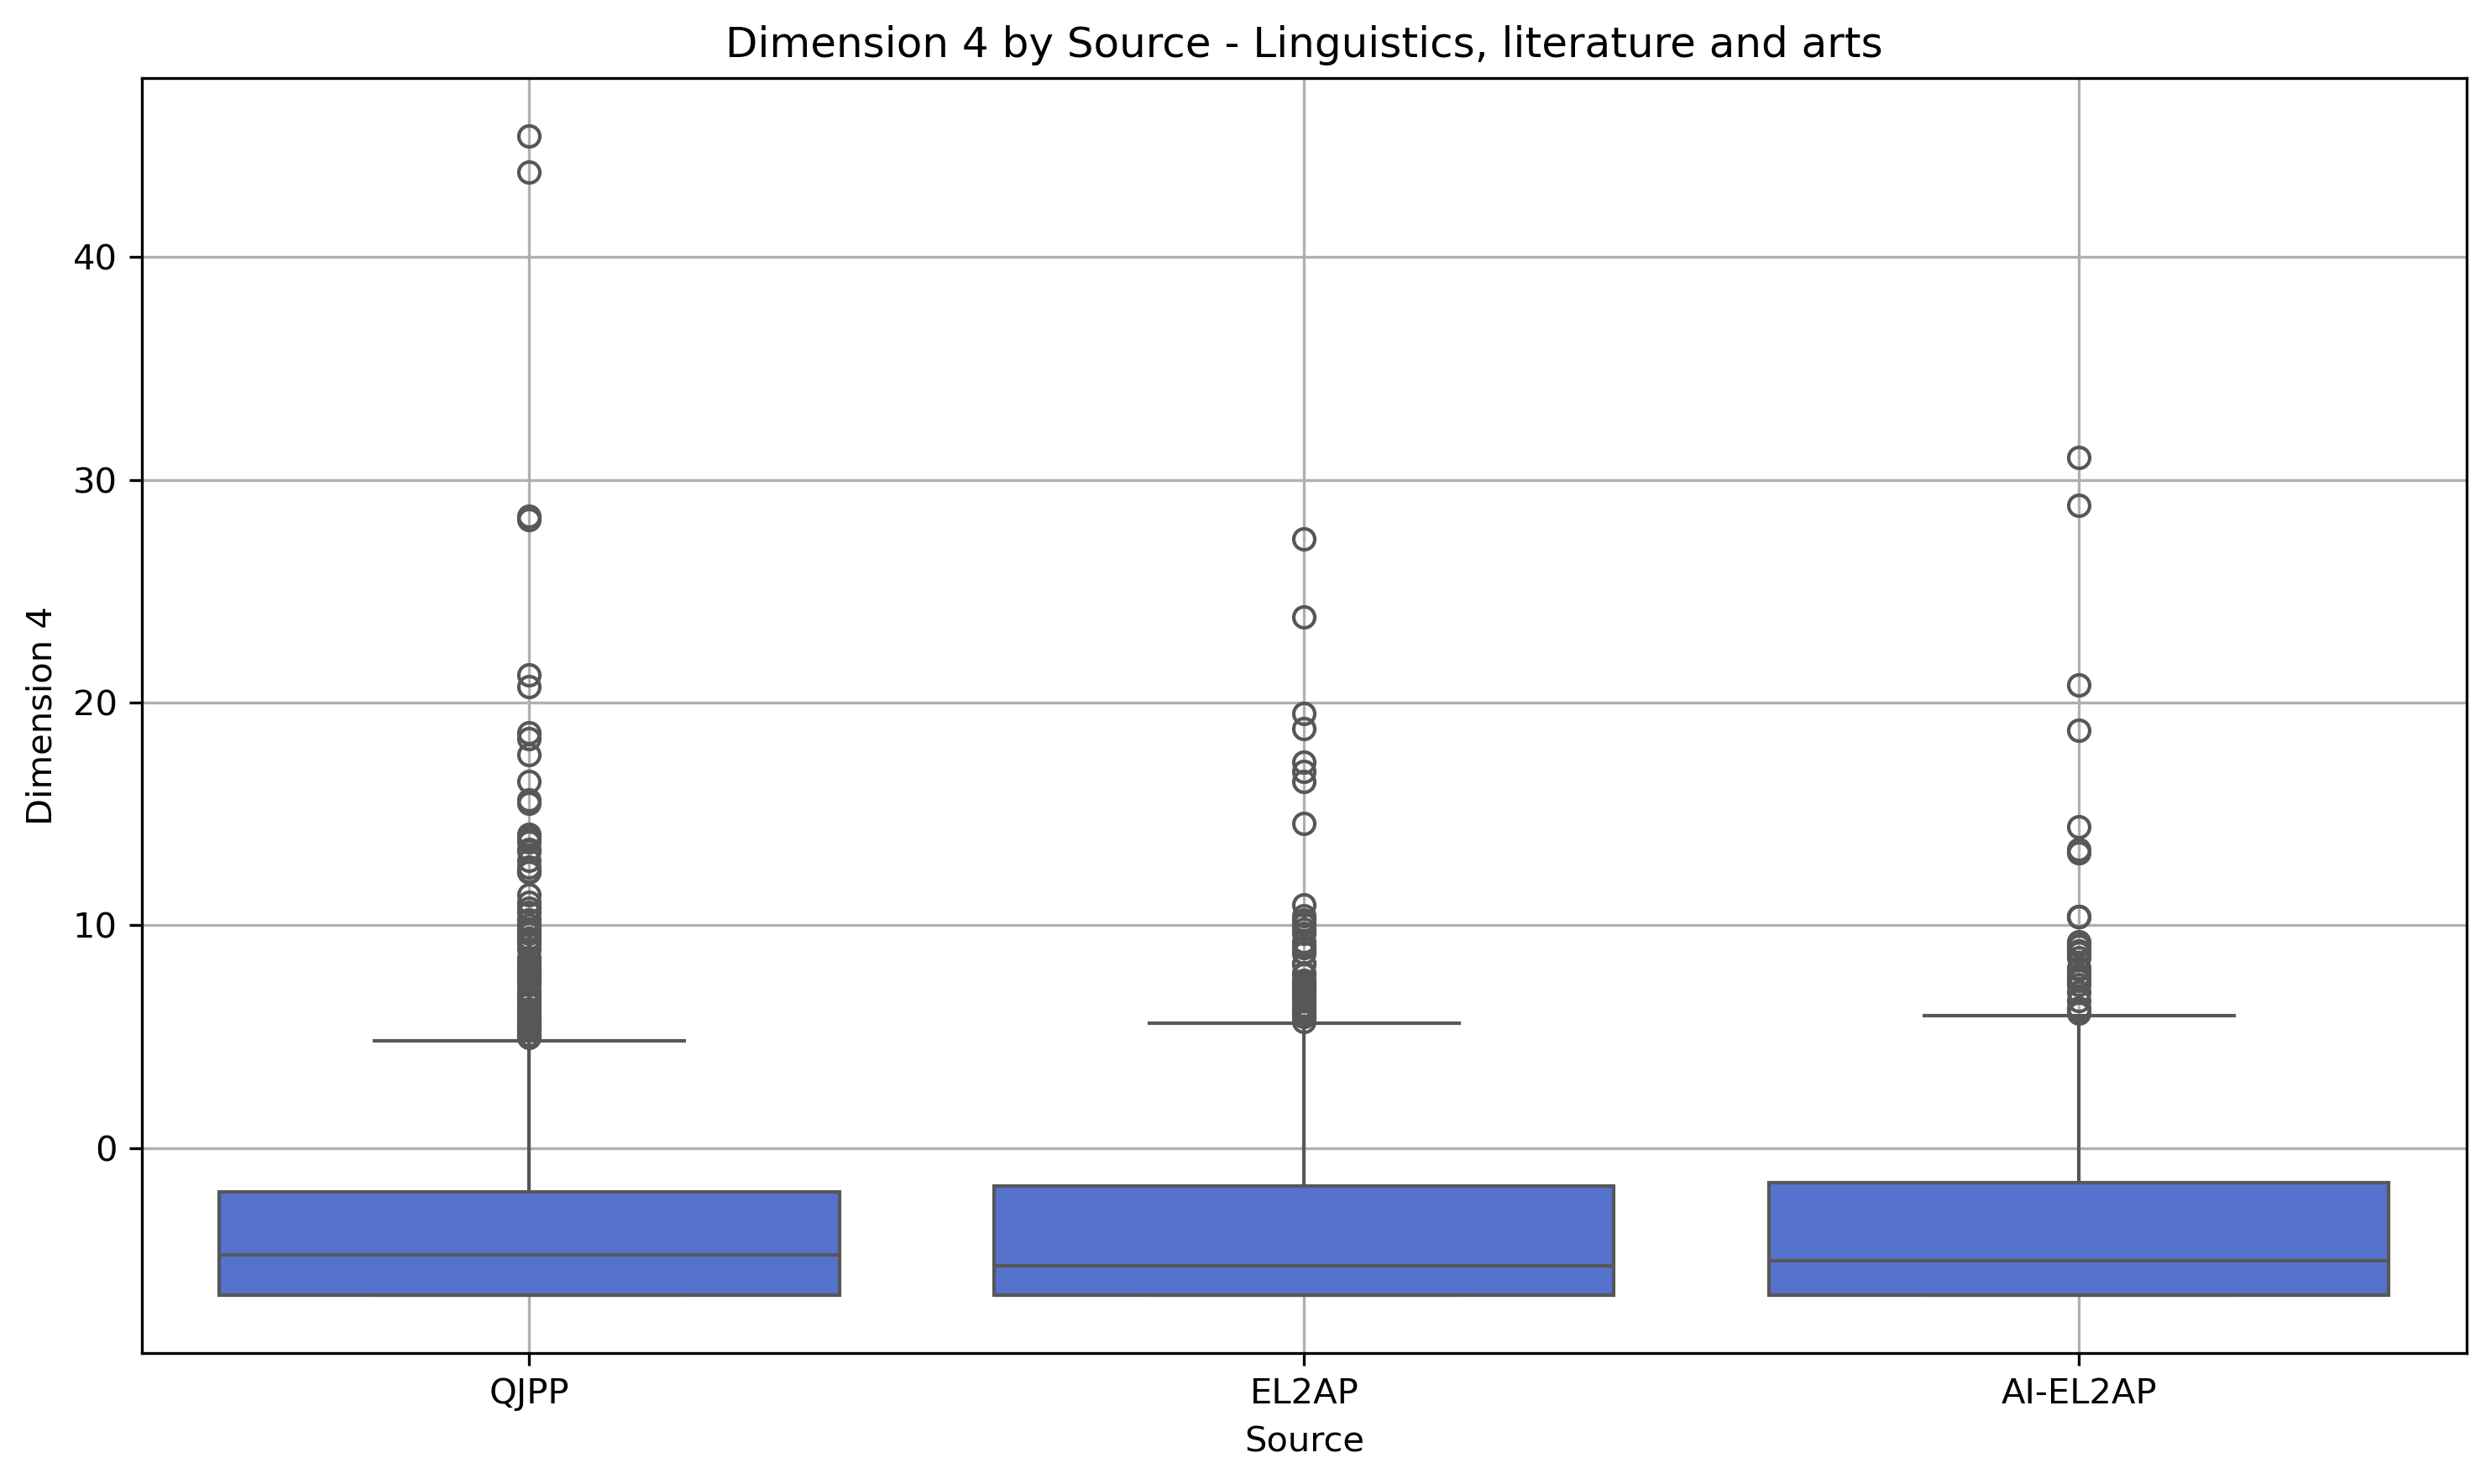 Dimension 4 by Source - Linguistics, literature and arts
Dimension 4
40
30
20
10
0
QJPP
EL2AP
AI-EL2AP
Source